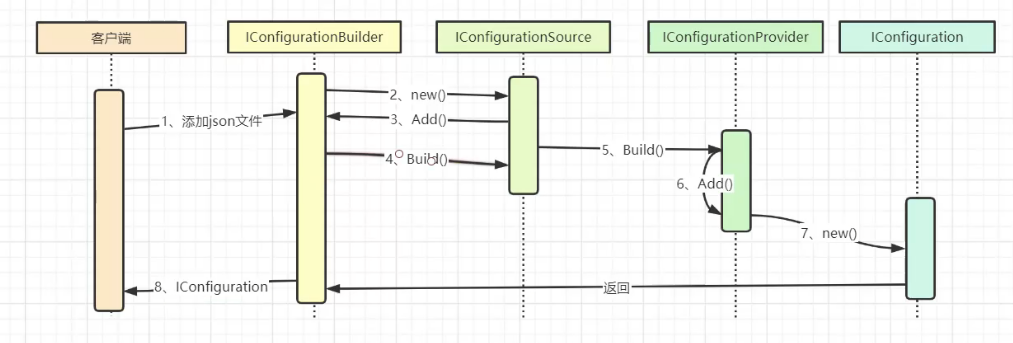 客户端
IConfigurationBuilder
IConfigurationSource
IConfigurationProvider
IConfiguration
2、new()
1、添加json文件
3、Add()
4、Build()
5、Build()
6、Add()
7、new()
8、IConfiguration
返回